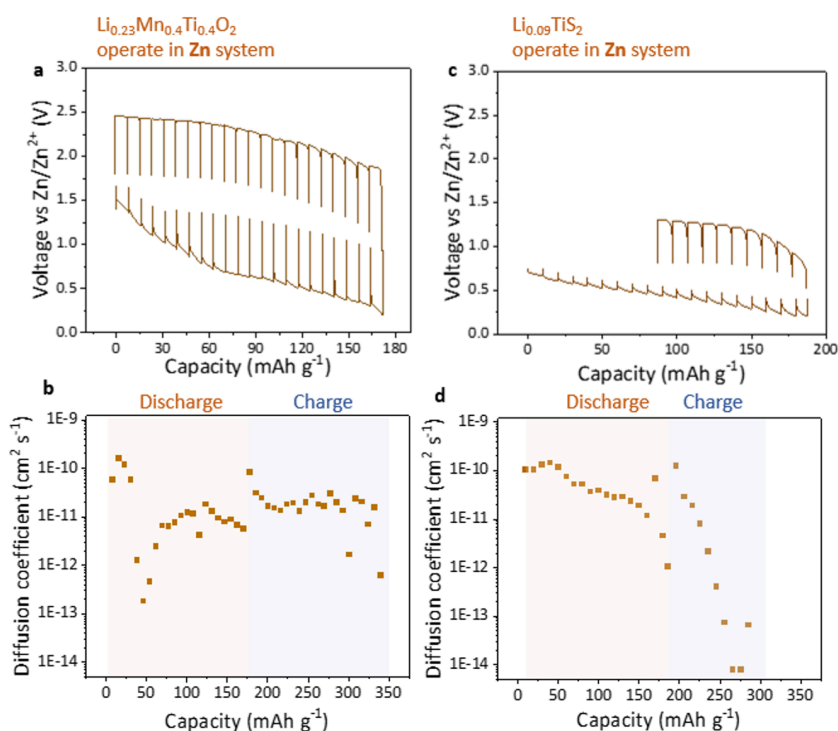 Li0.23Mn0.4Ti0.4O2
operate in Zn system
Li0.09TiS2
operate in Zn system
a
3.0
2.5
2.0
1.5
1.0
0.5
0.0
Voltage vs Zn/Zn2+ (V)
0 30 60 90 120 150 180
Capacity (mAh g-1)
c
3.0
2.5
2.0
1.5
1.0
0.5
0.0
Voltage vs Zn/Zn2+ (V)
0 50 100 150 200
Capacity (mAh g-1)
b
Discharge Charge
1E-9
1E-10
1E-11
1E-12
1E-13
1E-14
Diffusion coefficient (cm2 s-1)
0 50 100 150 200 250 300 350
Capacity (mAh g-1)
d
Discharge Charge
1E-9
1E-10
1E-11
1E-12
1E-13
1E-14
Diffusion coefficient (cm2 s-1)
0 50 100 150 200 250 300 350
Capacity (mAh g-1)